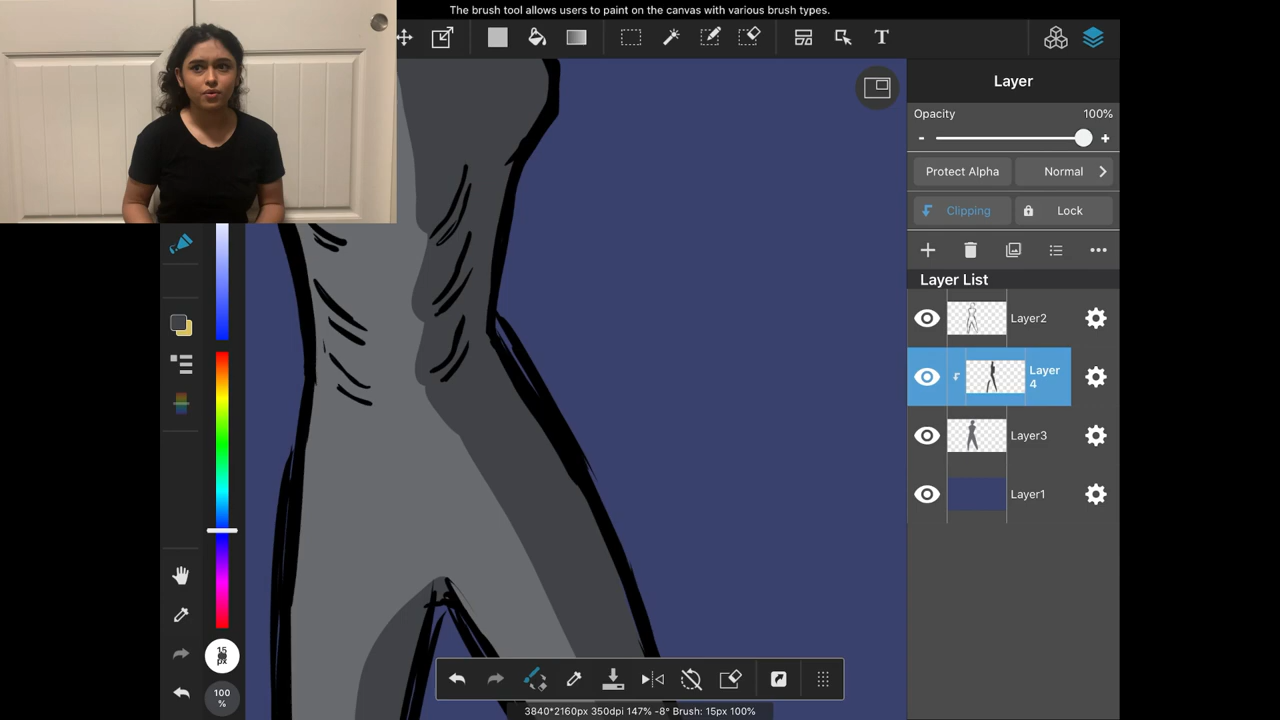 The brush tool allows users to paint on the canvas with various brush types.
T
Layer
Opacity 100%
- +
Protect Alpha Normal
Clipping Lock
Layer List
Layer2
Layer
4
Layer3
Layer1
15
px
100
%
3840*2160px 350dpi 147% -8° Brush: 15px 100%